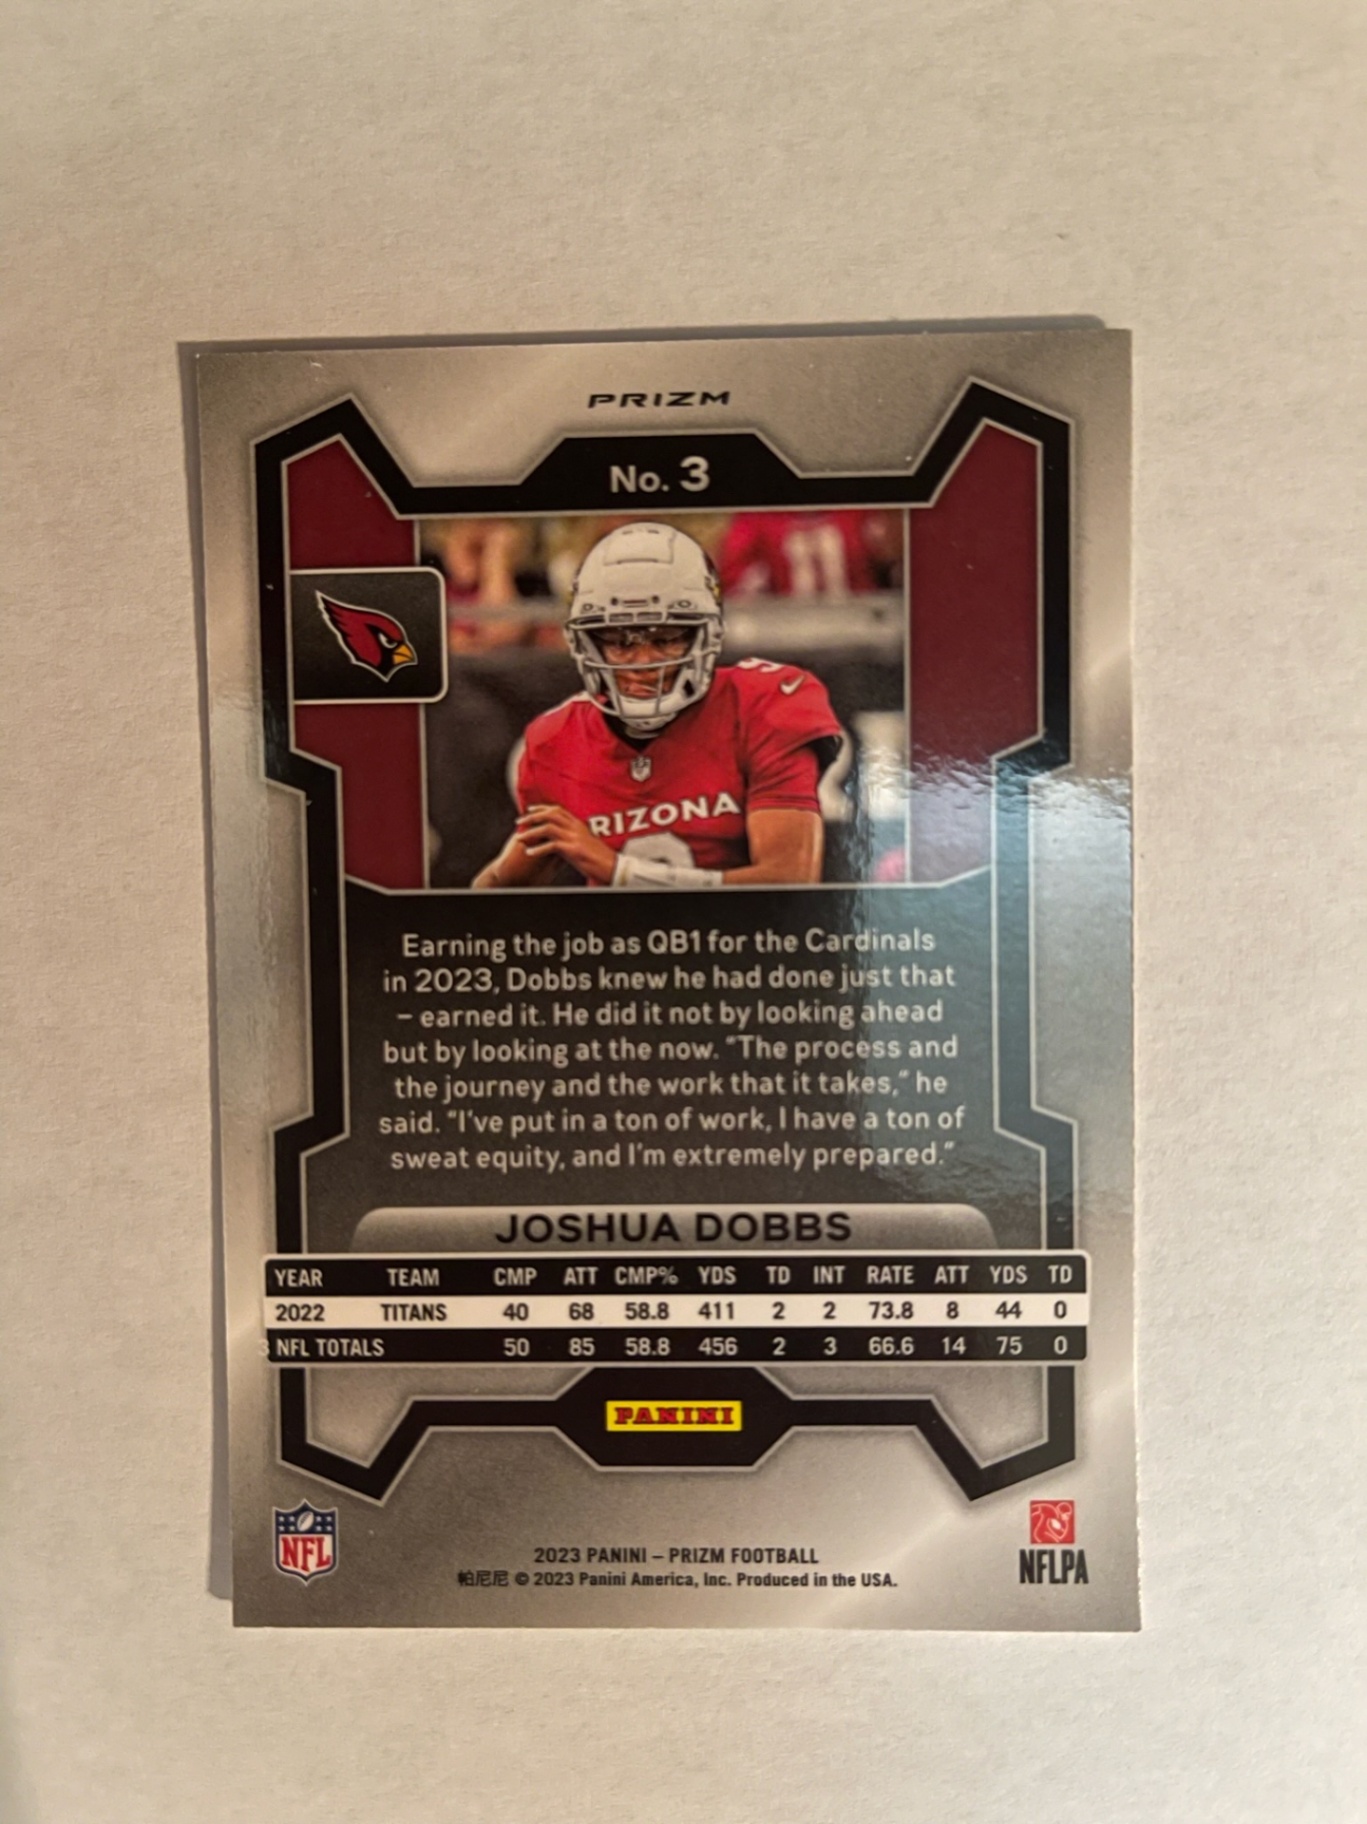 PRIZM
No. 3
11
9
RIZONA
Earning the job as QB1 for the Cardinals
in 2023, Dobbs knew he had done just that
– earned it. He did it not by looking ahead
but by looking at the now. "The process and
the journey and the work that it takes," he
said. "I've put in a ton of work, I have a ton of
sweat equity, and I'm extremely prepared."
JOSHUA DOBBS
YEAR TEAM CMP ATT CMP% YDS TD INT RATE ATT YDS TD
2022 TITANS 40 68 58.8 411 2 2 73.8 8 44 0
3 NFL TOTALS 50 85 58.8 456 2 3 66.6 14 75 0
PANINI
NFL
2023 PANINI – PRIZM FOOTBALL
帕尼尼 © 2023 Panini America, Inc. Produced in the USA.
NFLPA